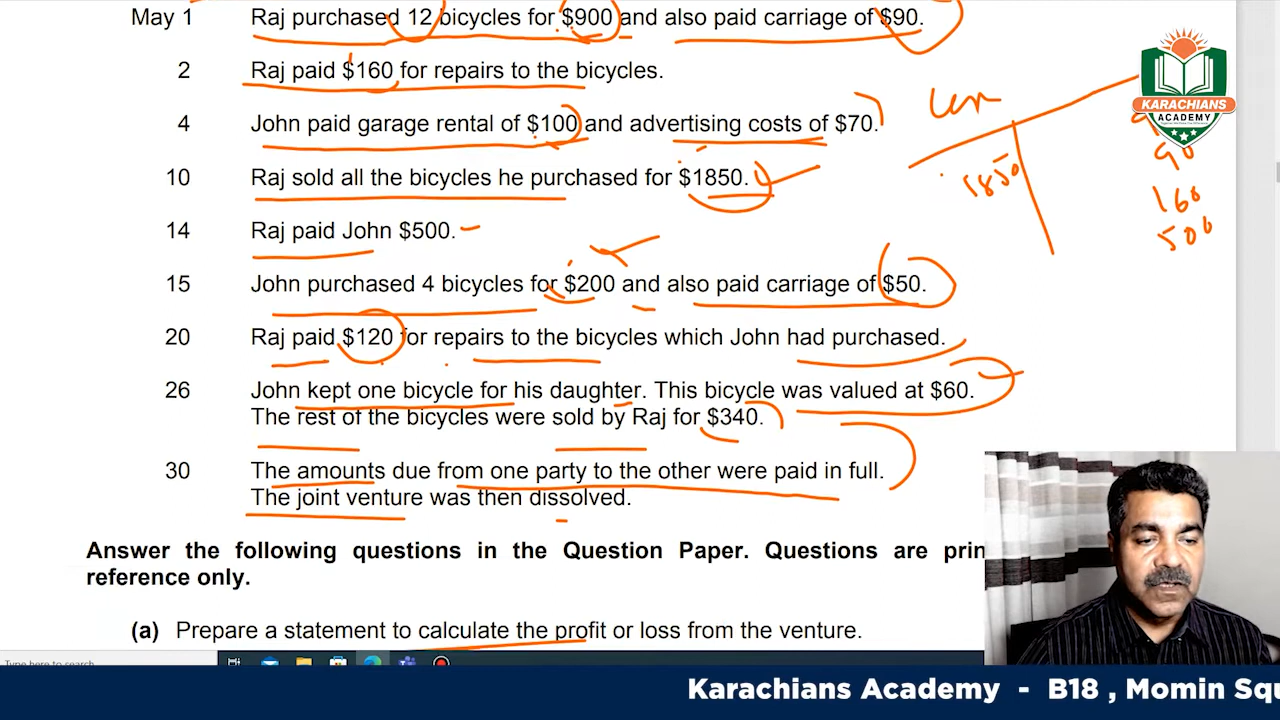 May 1 Raj purchased 12 bicycles for $900 and also paid carriage of $90.
2 Raj paid $160 for repairs to the bicycles.
4 John paid garage rental of $100 and advertising costs of $70.
10 Raj sold all the bicycles he purchased for $1850.
14 Raj paid John $500.
15 John purchased 4 bicycles for $200 and also paid carriage of $50.
20 Raj paid $120 for repairs to the bicycles which John had purchased.
26 John kept one bicycle for his daughter. This bicycle was valued at $60.
The rest of the bicycles were sold by Raj for $340.
30 The amounts due from one party to the other were paid in full.
The joint venture was then dissolved.
Answer the following questions in the Question Paper. Questions are prin
reference only.
(a) Prepare a statement to calculate the profit or loss from the venture.
1850
90
160
500
KARACHIANS
ACADEMY
Type here to search
Karachians Academy - B18 , Momin Squ